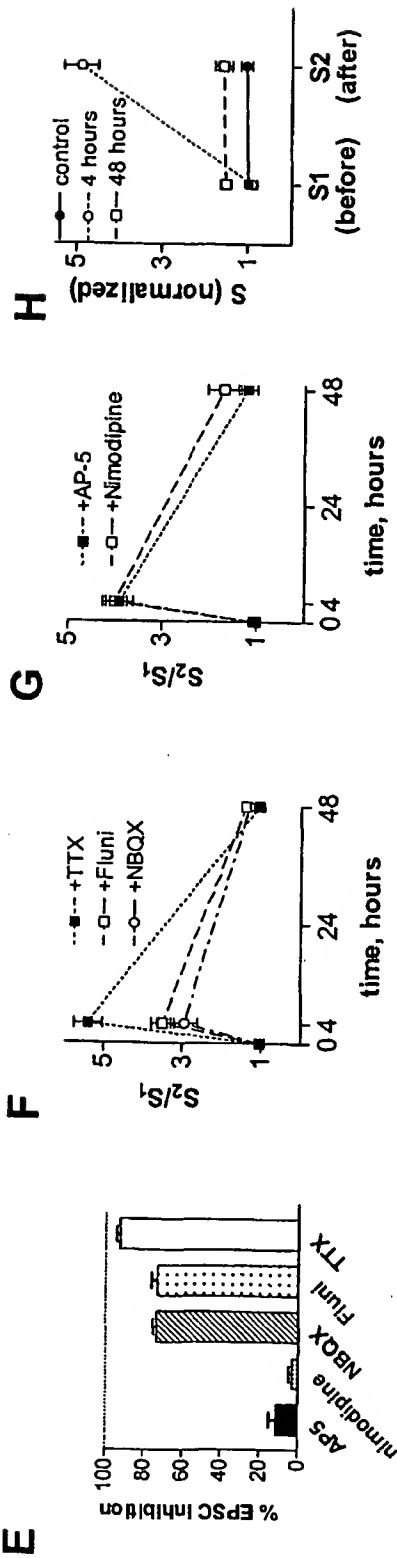 E
% EPSC inhibition
100
80
60
40
20
0
AP5
nimodipine
NBQX
Fluni
TTX
F
+TTX
+Fluni
+NBQX
S2/S1
5
3
1
0 4
24
48
time, hours
G
+AP-5
+Nimodipine
S2/S1
5
3
1
0 4
24
48
time, hours
H
control
4 hours
48 hours
S (normalized)
5
3
1
S1
(before)
S2
(after)